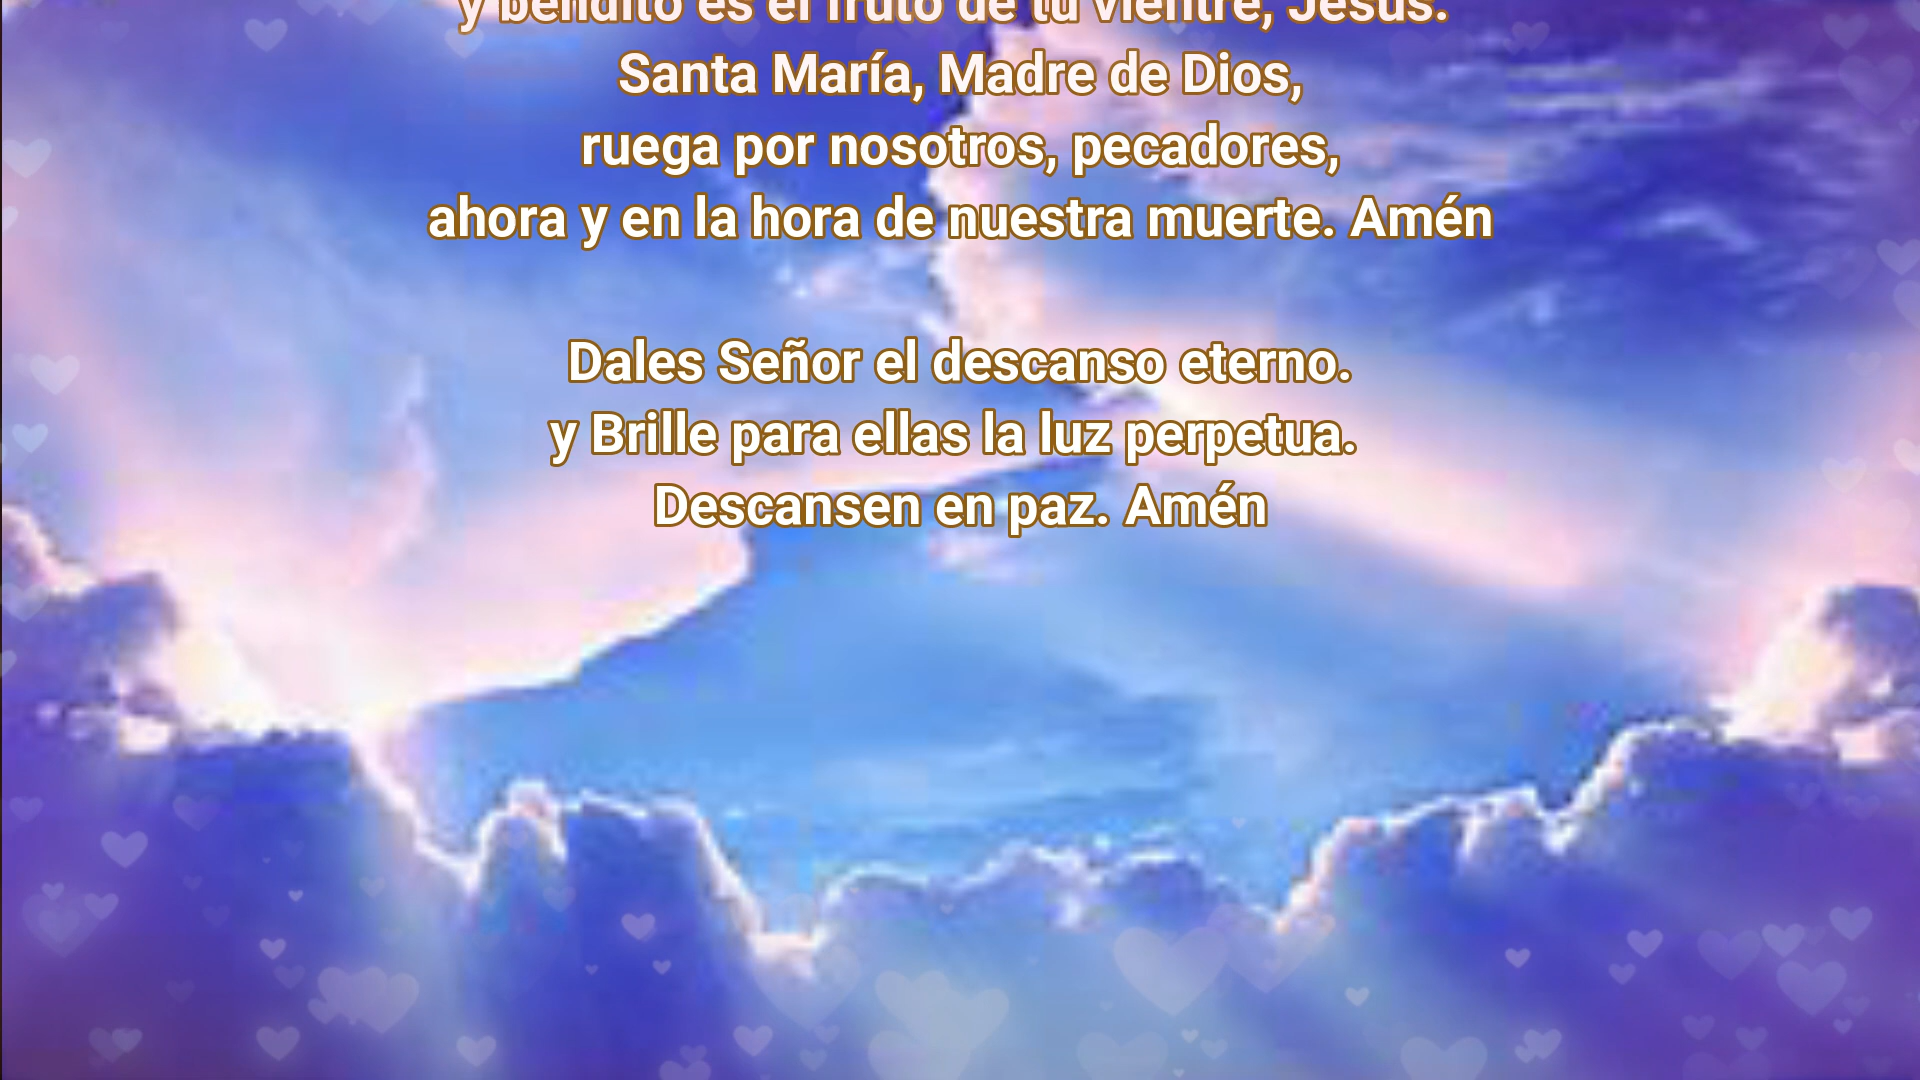 y bendito es el fruto de tu vientre, Jesús.
Santa María, Madre de Dios,
ruega por nosotros, pecadores,
ahora y en la hora de nuestra muerte. Amén
Dales Señor el descanso eterno.
y Brille para ellas la luz perpetua.
Descansen en paz. Amén